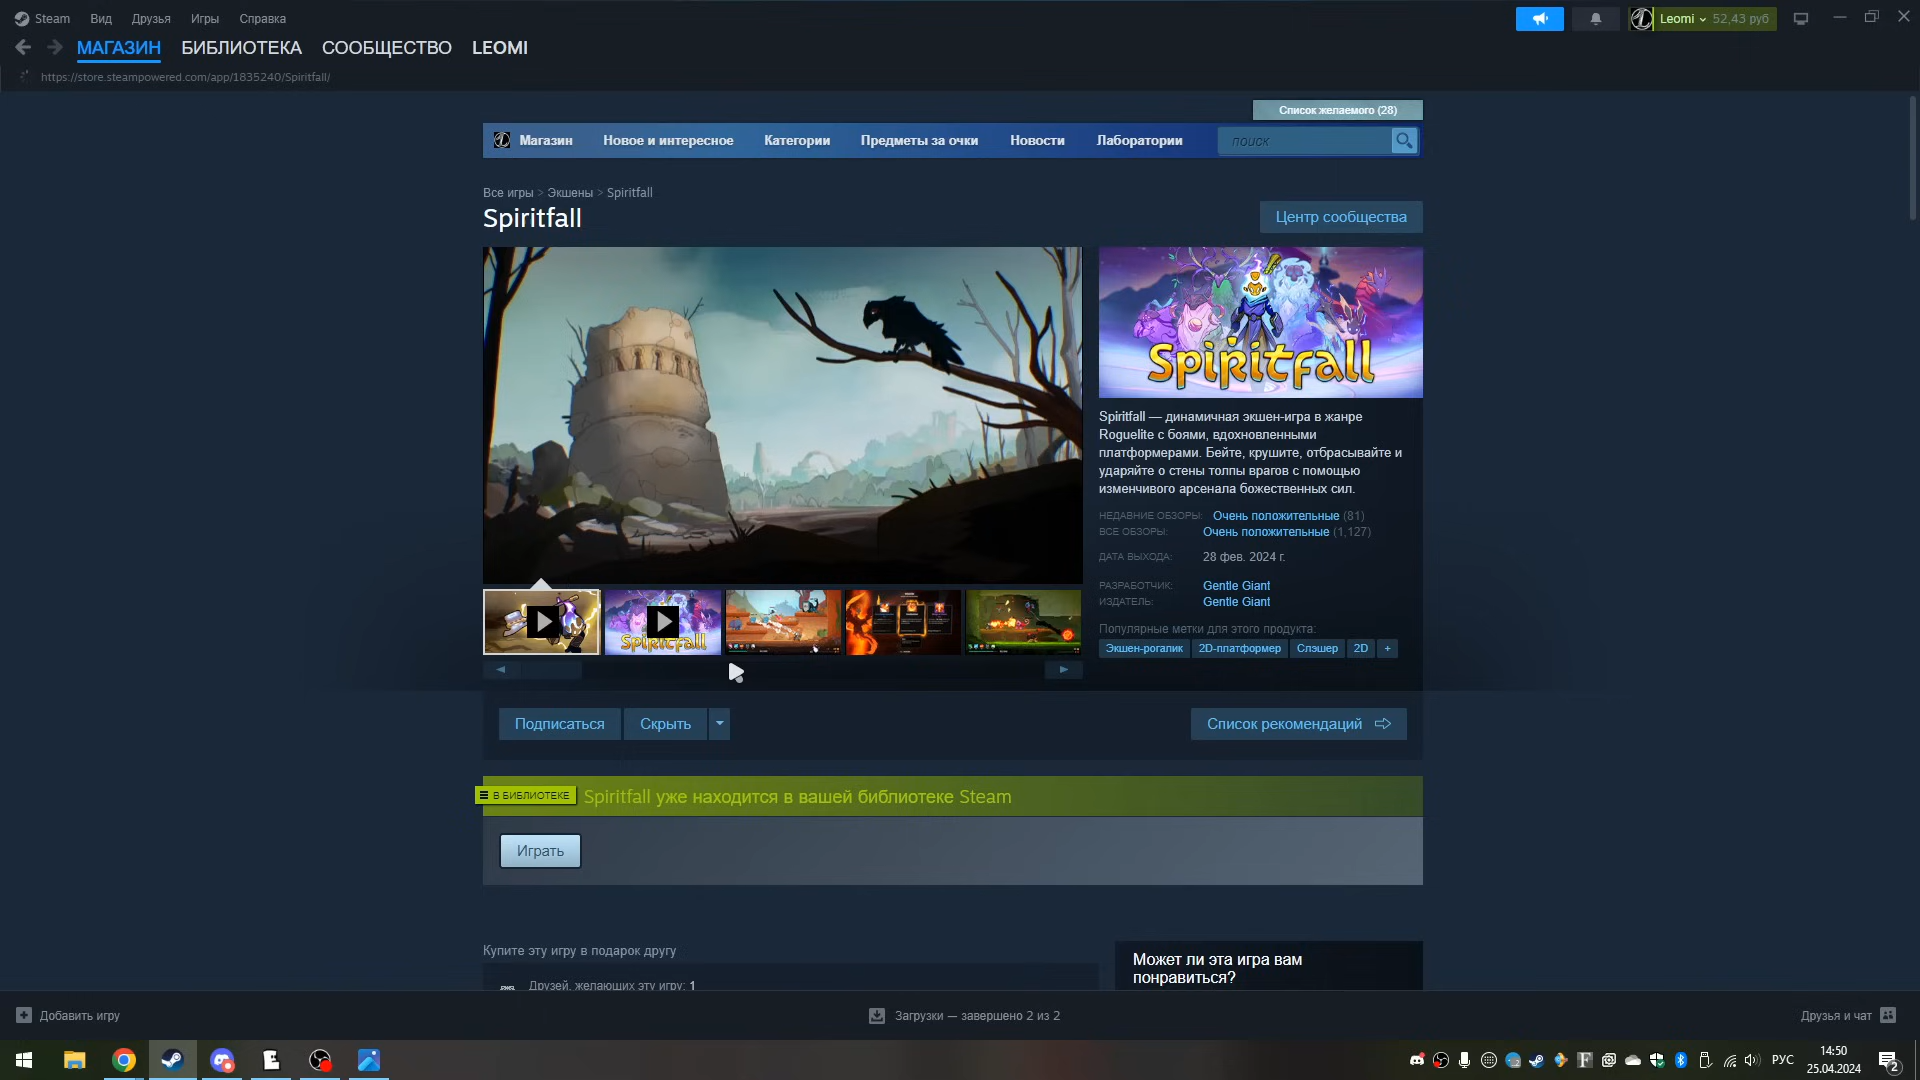 Steam Вид Друзья Игры Справка
Leomi 52,43 руб
МАГАЗИН БИБЛИОТЕКА СООБЩЕСТВО LEOMI
https://store.steampowered.com/app/1835240/Spiritfall/
Список желаемого (28)
Магазин Новое и интересное Категории Предметы за очки Новости Лаборатории поиск
Все игры > Экшены > Spiritfall
Spiritfall
Центр сообщества
Spiritfall
Spiritfall — динамичная экшен-игра в жанре
Roguelite с боями, вдохновленными
платформерами. Бейте, крушите, отбрасывайте и
ударяйте о стены толпы врагов с помощью
изменчивого арсенала божественных сил.
НЕДАВНИЕ ОБЗОРЫ: Очень положительные (81)
ВСЕ ОБЗОРЫ: Очень положительные (1,127)
ДАТА ВЫХОДА: 28 фев. 2024 г.
РАЗРАБОТЧИК: Gentle Giant
ИЗДАТЕЛЬ: Gentle Giant
Популярные метки для этого продукта:
Экшен-рогалик 2D-платформер Слэшер 2D +
Spiritfall
Подписаться Скрыть Список рекомендаций
В БИБЛИОТЕКЕ Spiritfall уже находится в вашей библиотеке Steam
Играть
Купите эту игру в подарок другу
Друзей, желающих эту игру: 1
Может ли эта игра вам
понравиться?
Добавить игру Загрузки — завершено 2 из 2 Друзья и чат
РУС 14:50
25.04.2024
2